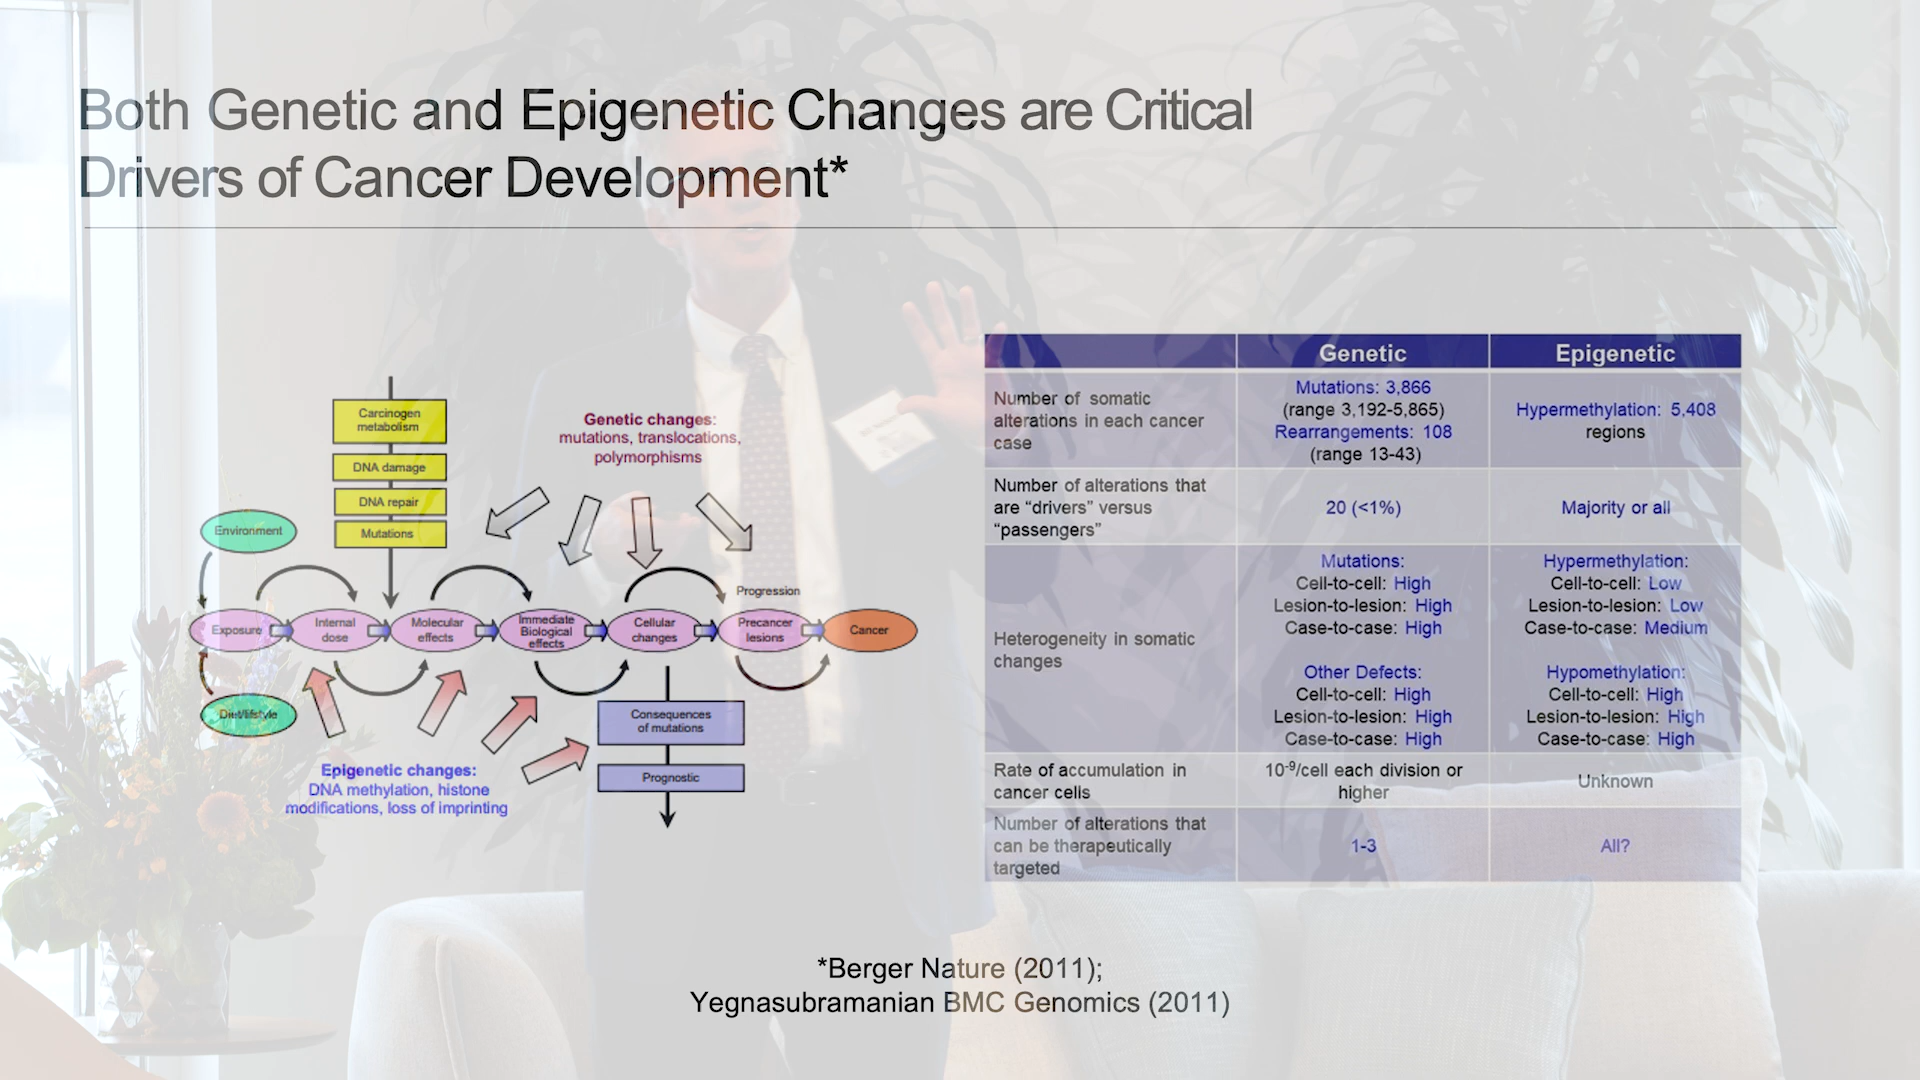 Both Genetic and Epigenetic Changes are Critical
Drivers of Cancer Development*
Carcinogen
metabolism
DNA damage
DNA repair
Mutations
Genetic changes:
mutations, translocations,
polymorphisms
Environment
Progression
Exposure
Internal
dose
Molecular
effects
Immediate
Biological
effects
Cellular
changes
Precancer
lesions
Cancer
Diet/lifstyle
Consequences
of mutations
Prognostic
Epigenetic changes:
DNA methylation, histone
modifications, loss of imprinting
Genetic
Epigenetic
Number of somatic
alterations in each cancer
case
Mutations: 3,866
(range 3,192-5,865)
Rearrangements: 108
(range 13-43)
Hypermethylation: 5,408
regions
Number of alterations that
are “drivers” versus
“passengers”
20 (<1%)
Majority or all
Heterogeneity in somatic
changes
Mutations:
Cell-to-cell: High
Lesion-to-lesion: High
Case-to-case: High
Other Defects:
Cell-to-cell: High
Lesion-to-lesion: High
Case-to-case: High
Hypermethylation:
Cell-to-cell: Low
Lesion-to-lesion: Low
Case-to-case: Medium
Hypomethylation:
Cell-to-cell: High
Lesion-to-lesion: High
Case-to-case: High
Rate of accumulation in
cancer cells
10⁻⁹/cell each division or
higher
Unknown
Number of alterations that
can be therapeutically
targeted
1-3
All?
*Berger Nature (2011);
Yegnasubramanian BMC Genomics (2011)